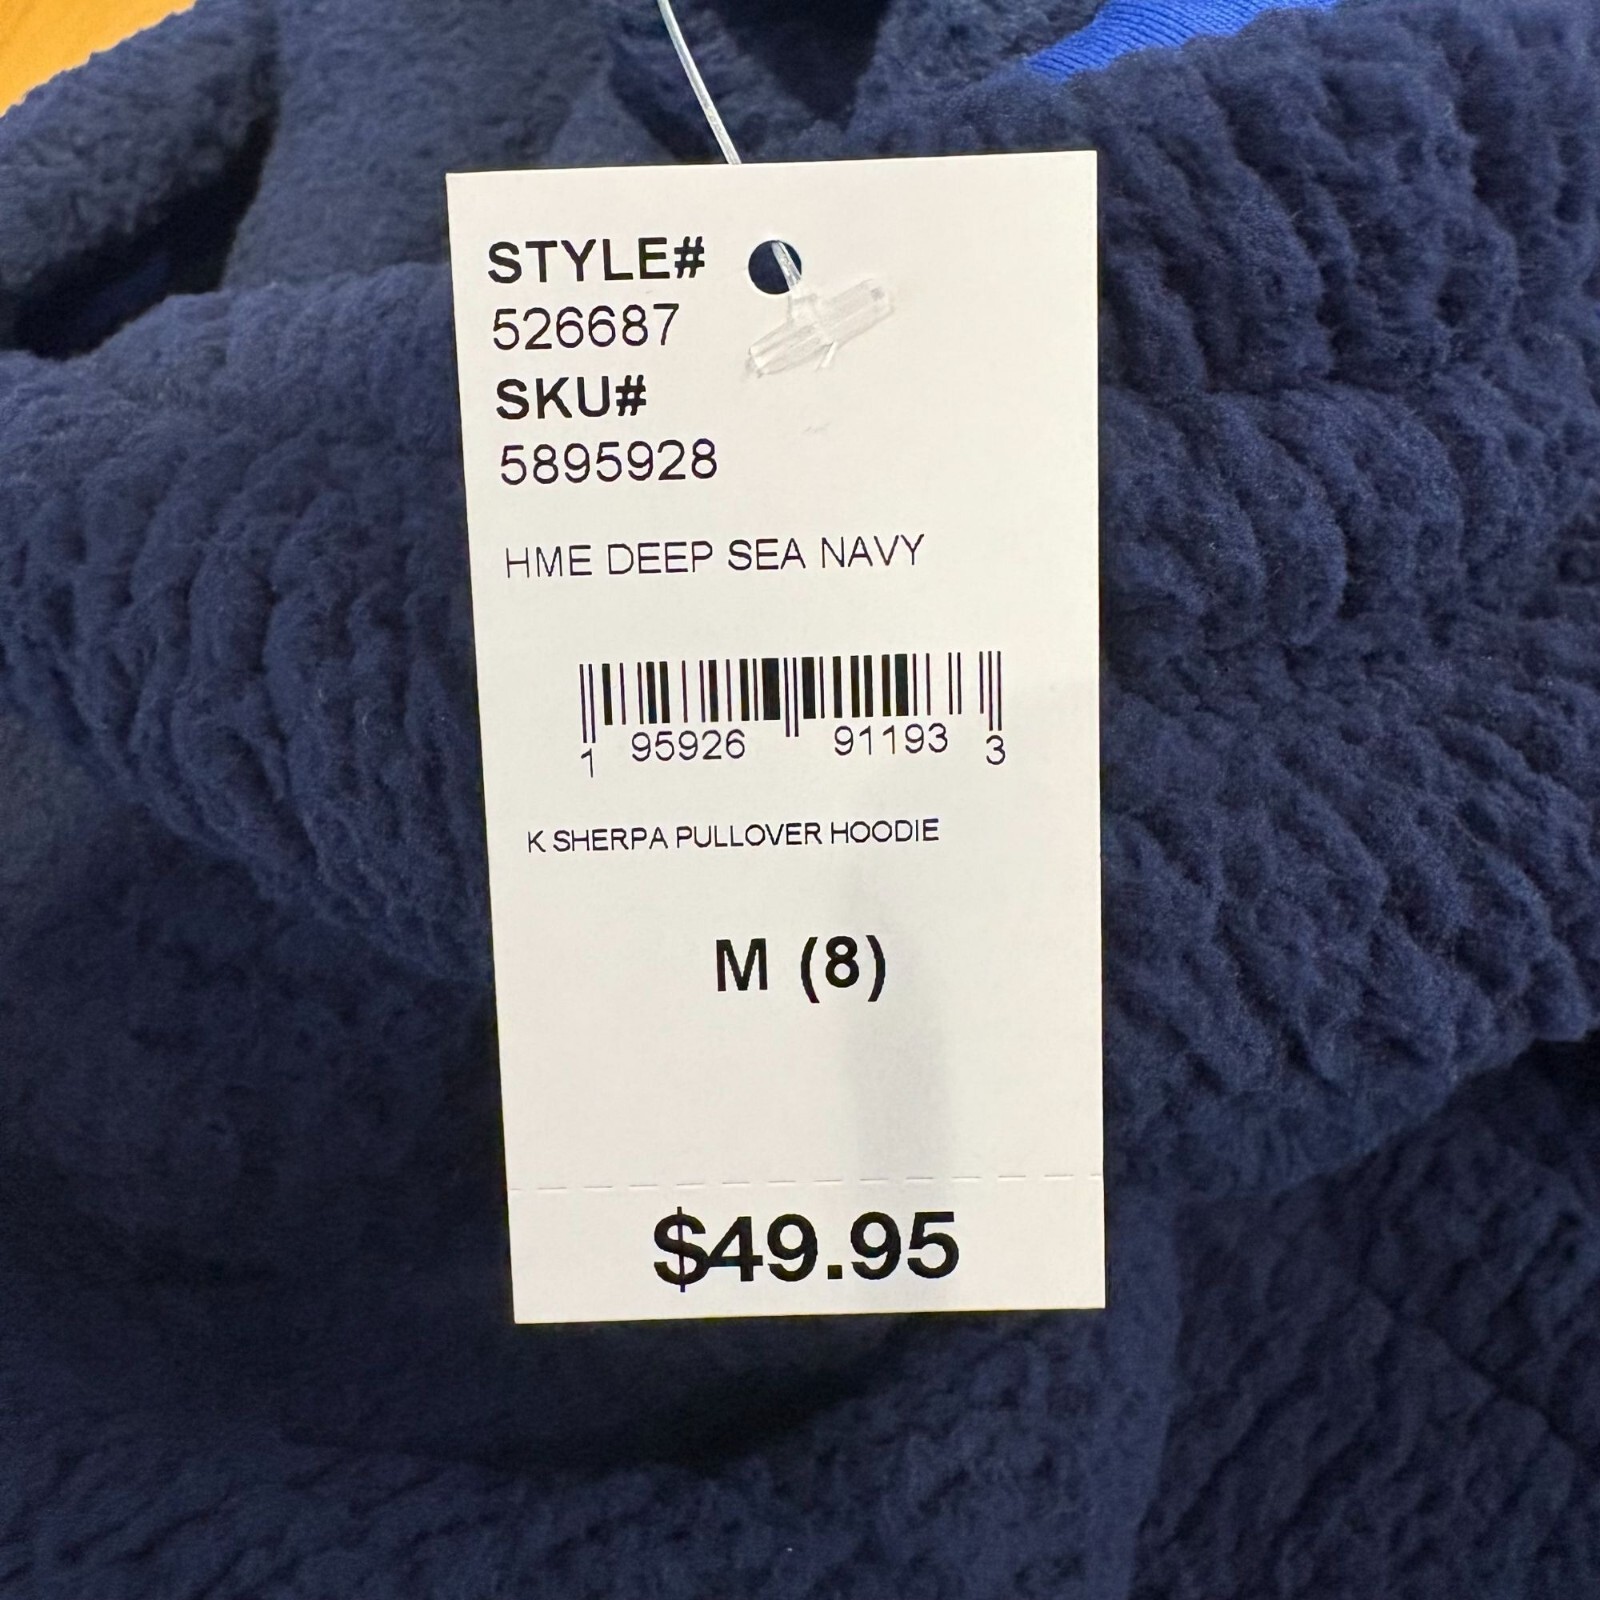 STYLE#
526687
SKU#
5895928
HME DEEP SEA NAVY
1 95926 91193 3
K SHERPA PULLOVER HOODIE
M (8)
$49.95